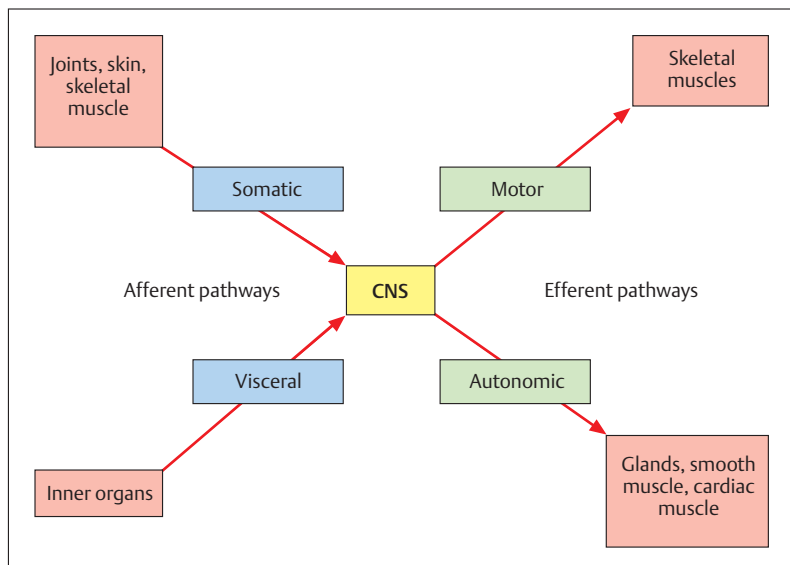 Joints, skin,
skeletal
muscle
Skeletal
muscles
Somatic
Motor
Afferent pathways
CNS
Efferent pathways
Visceral
Autonomic
Inner organs
Glands, smooth
muscle, cardiac
muscle